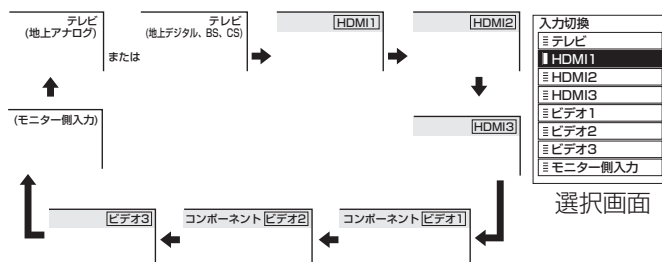 テレビ
(地上アナログ)
または
テレビ
(地上デジタル、BS、CS)
HDMI1
HDMI2
HDMI3
コンポーネント ビデオ1
コンポーネント ビデオ2
ビデオ3
(モニター側入力)
入力切換
テレビ
HDMI1
HDMI2
HDMI3
ビデオ1
ビデオ2
ビデオ3
モニター側入力
選択画面